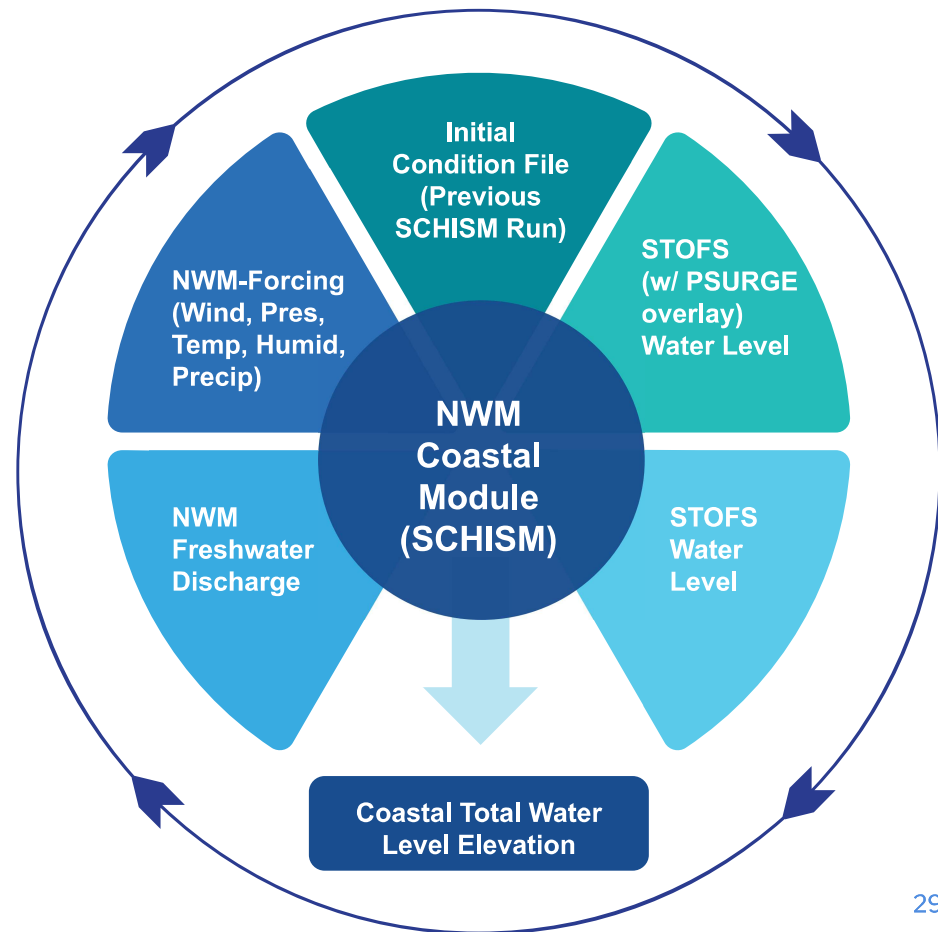 Initial
Condition File
(Previous
SCHISM Run)
NWM-Forcing
(Wind, Pres,
Temp, Humid,
Precip)
STOFS
(w/ PSURGE
overlay)
Water Level
NWM
Coastal
Module
(SCHISM)
NWM
Freshwater
Discharge
STOFS
Water
Level
Coastal Total Water
Level Elevation
29